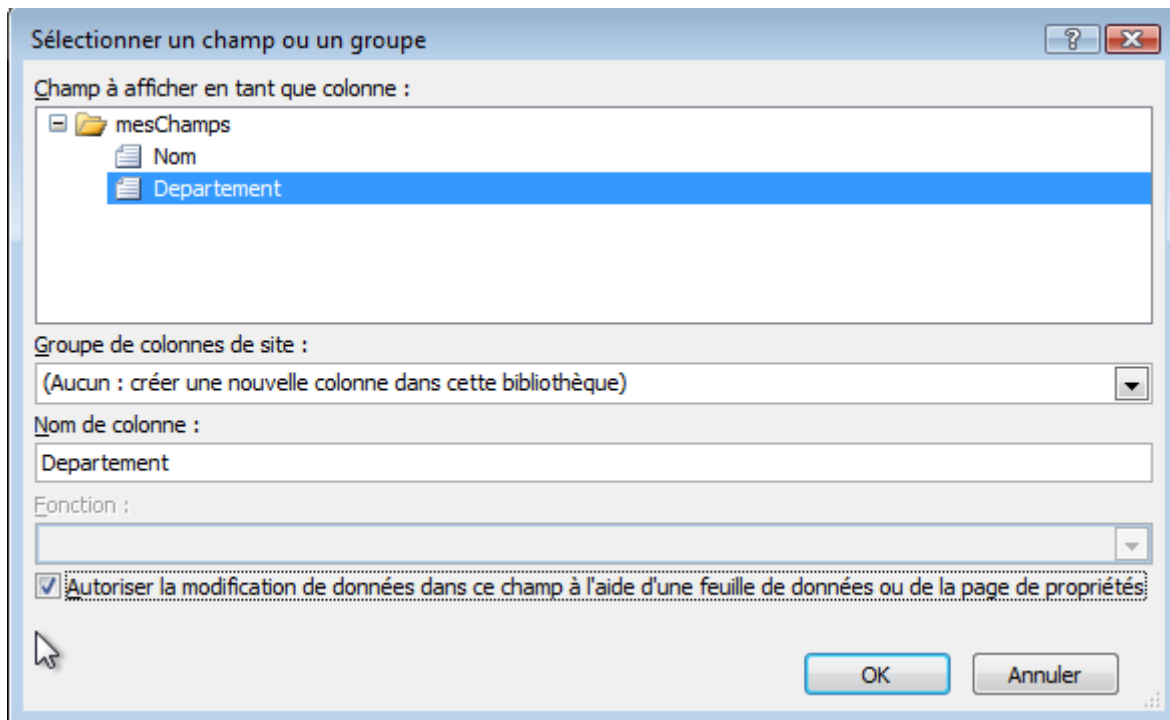 Sélectionner un champ ou un groupe
Champ à afficher en tant que colonne :
mesChamps
Nom
Departement
Groupe de colonnes de site :
(Aucun : créer une nouvelle colonne dans cette bibliothèque)
Nom de colonne :
Departement
Fonction :
Autoriser la modification de données dans ce champ à l'aide d'une feuille de données ou de la page de propriétés
OK Annuler